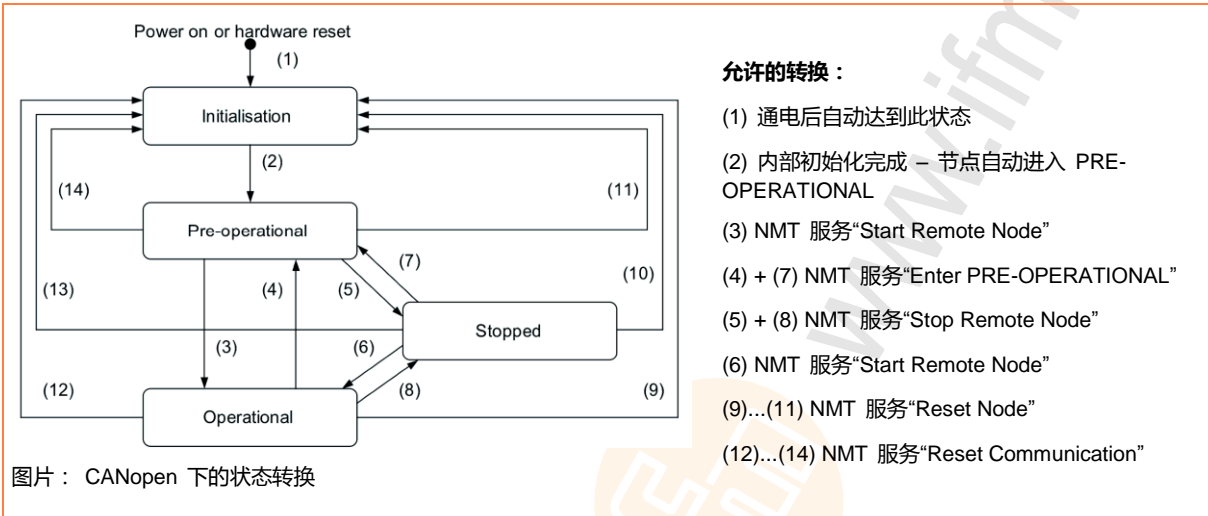 Power on or hardware reset
(1)
Initialisation
(2)
(14)
(11)
Pre-operational
(7)
(10)
(13)
(4)
(5)
Stopped
(3)
(6)
(12)
(8)
(9)
Operational
图片： CANopen 下的状态转换
允许的转换：
(1) 通电后自动达到此状态
(2) 内部初始化完成 – 节点自动进入 PRE-
OPERATIONAL
(3) NMT 服务“Start Remote Node”
(4) + (7) NMT 服务“Enter PRE-OPERATIONAL”
(5) + (8) NMT 服务“Stop Remote Node”
(6) NMT 服务“Start Remote Node”
(9)...(11) NMT 服务“Reset Node”
(12)...(14) NMT 服务“Reset Communication”
www.ifm